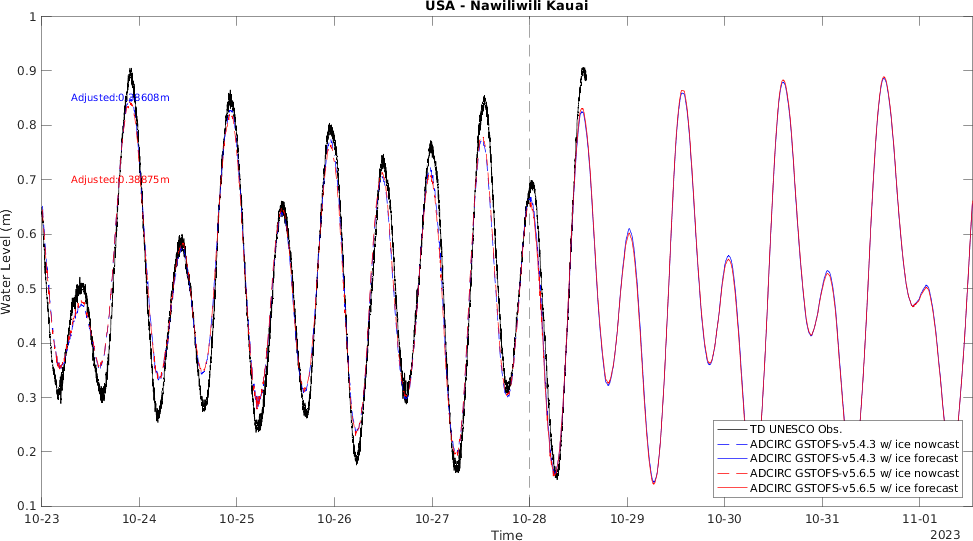 USA - Nawiliwili Kauai
1
0.9
0.8
0.7
0.6
0.5
0.4
0.3
0.2
0.1
Water Level (m)
Adjusted:0.38608m
Adjusted:0.38875m
TD UNESCO Obs.
ADCIRC GSTOFS-v5.4.3 w/ ice nowcast
ADCIRC GSTOFS-v5.4.3 w/ ice forecast
ADCIRC GSTOFS-v5.6.5 w/ ice nowcast
ADCIRC GSTOFS-v5.6.5 w/ ice forecast
10-23 10-24 10-25 10-26 10-27 10-28 10-29 10-30 10-31 11-01
Time
2023